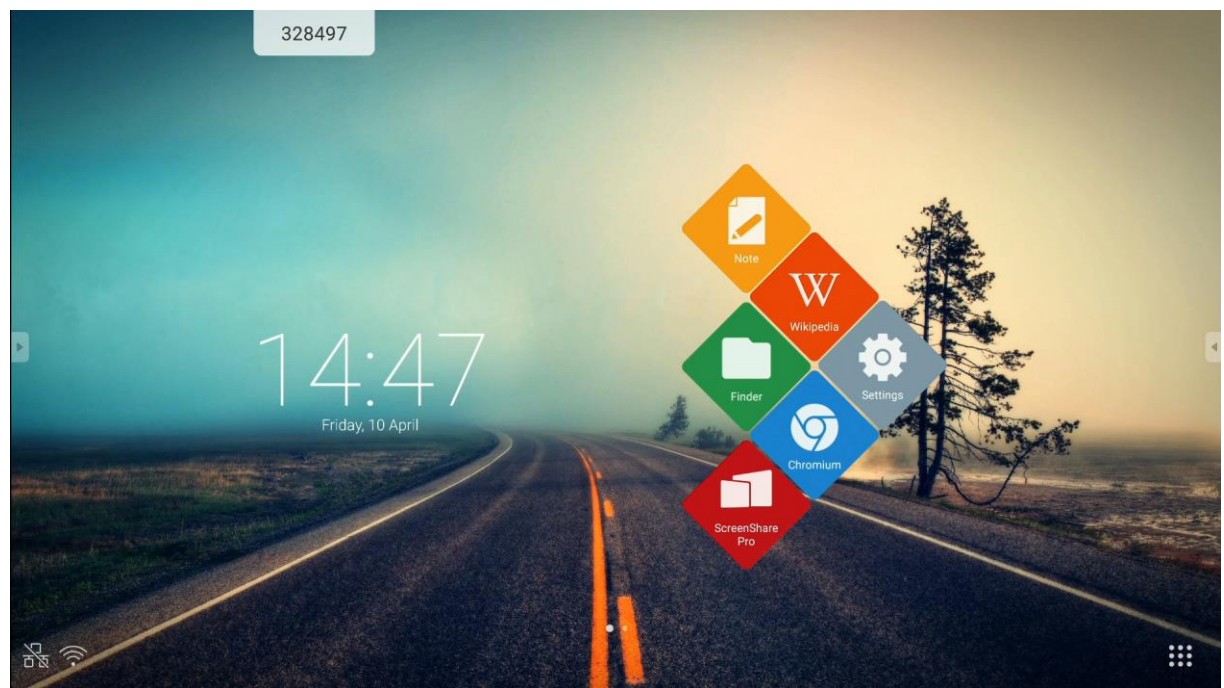 328497
Note
W
Wikipedia
14:47
Friday, 10 April
Finder
Settings
Chromium
ScreenShare
Pro